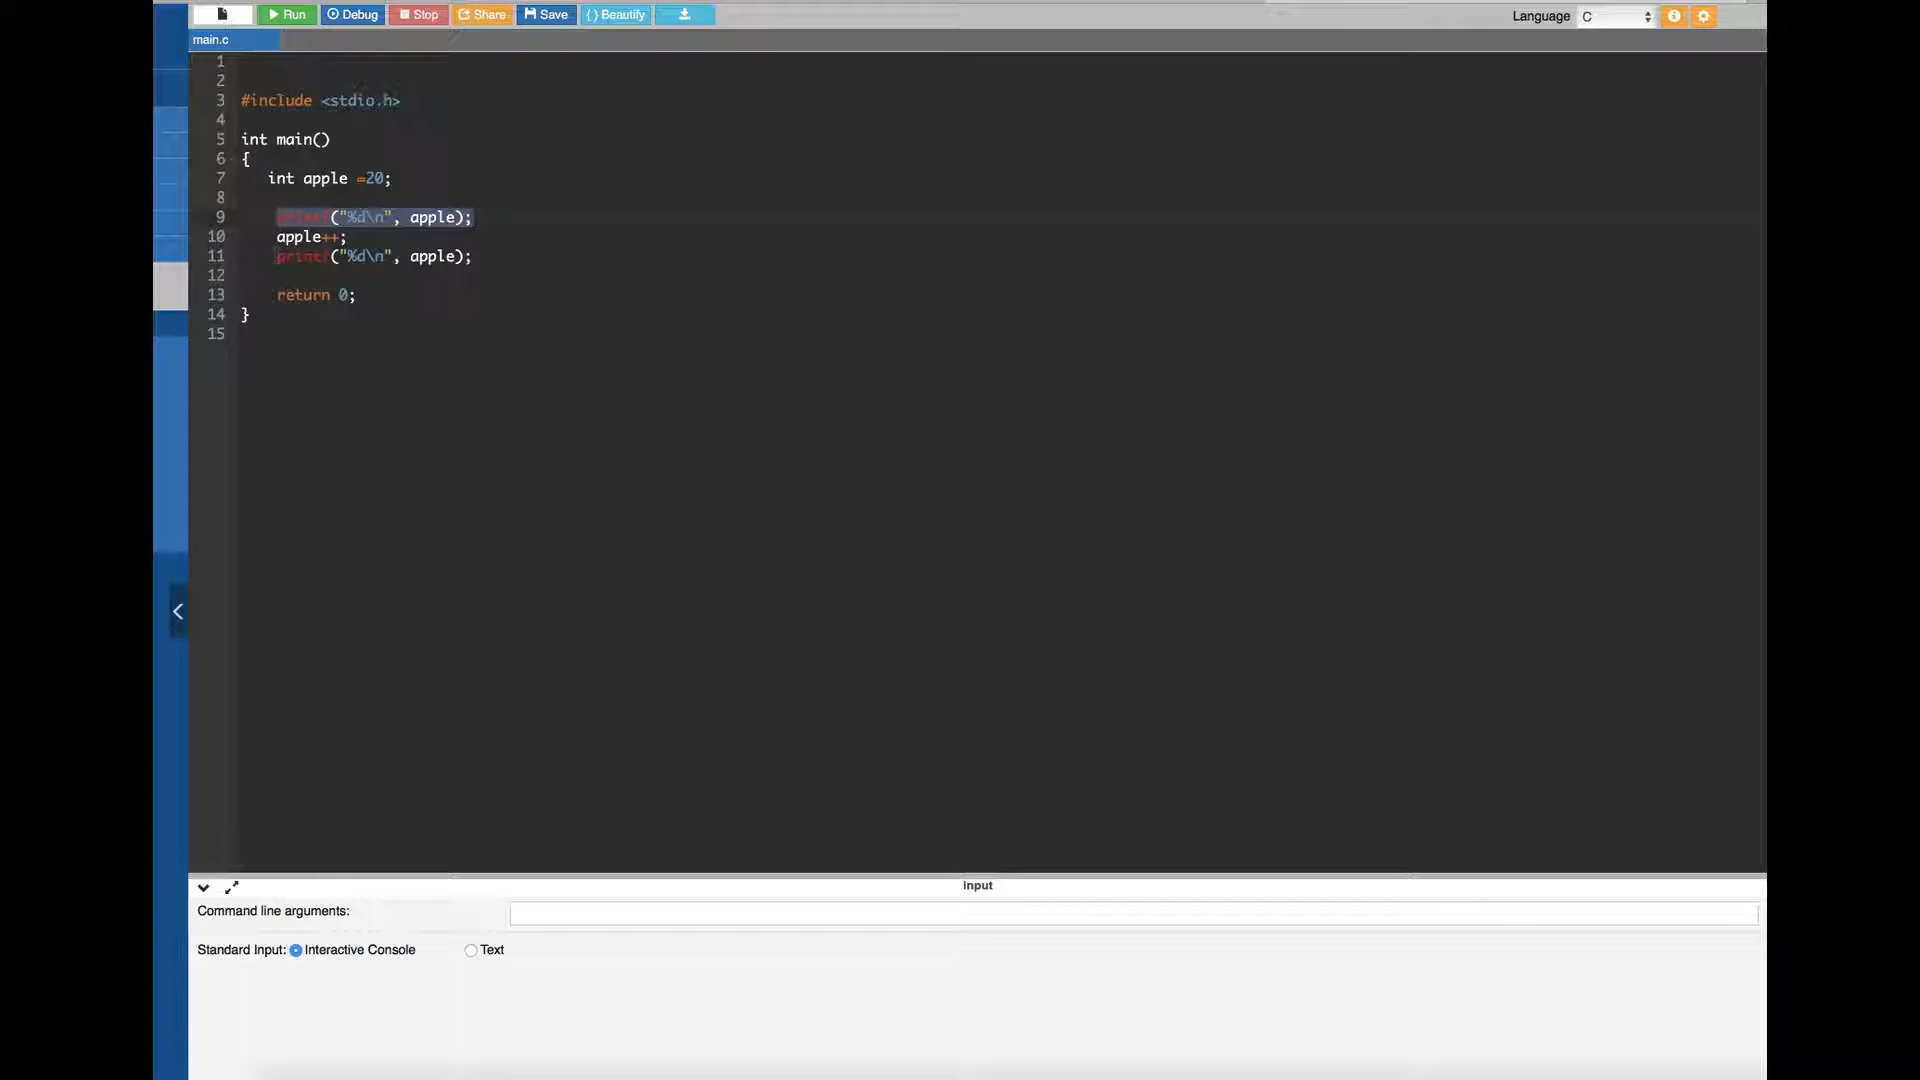 Run Debug Stop Share Save { } Beautify Language C
main.c
1
2
3 #include <stdio.h>
4
5 int main()
6 {
7 int apple =20;
8
9 printf("%d\n", apple);
10 apple++;
11 printf("%d\n", apple);
12
13 return 0;
14 }
15
input
Command line arguments:
Standard Input: Interactive Console Text